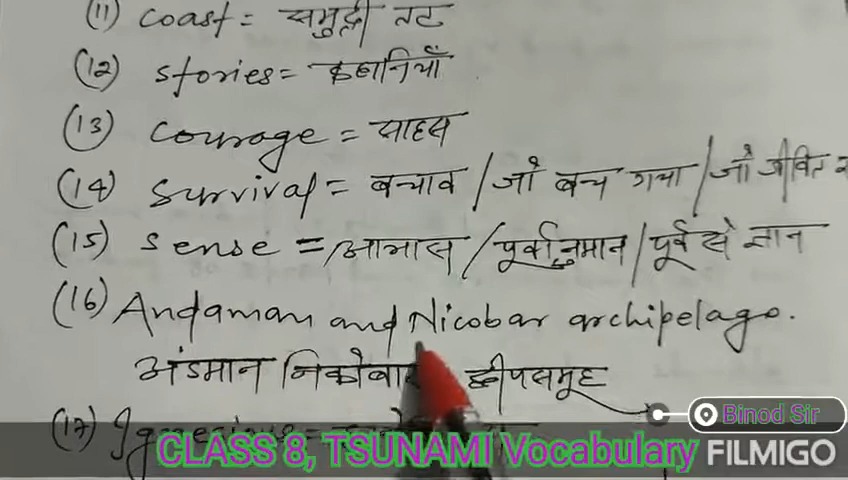 (11) coast = समुद्री तट
(12) stories = कहानियाँ
(13) courage = साहस
(14) survival = बचाव / जो बच गया / जो जीवित
(15) sense = आभास / पूर्वानुमान / पूर्व से ज्ञान
(16) Andaman and Nicobar archipelago.
अंडमान निकोबार द्वीपसमूह
(17)
Binod Sir
CLASS 8, TSUNAMI Vocabulary
FILMIGO